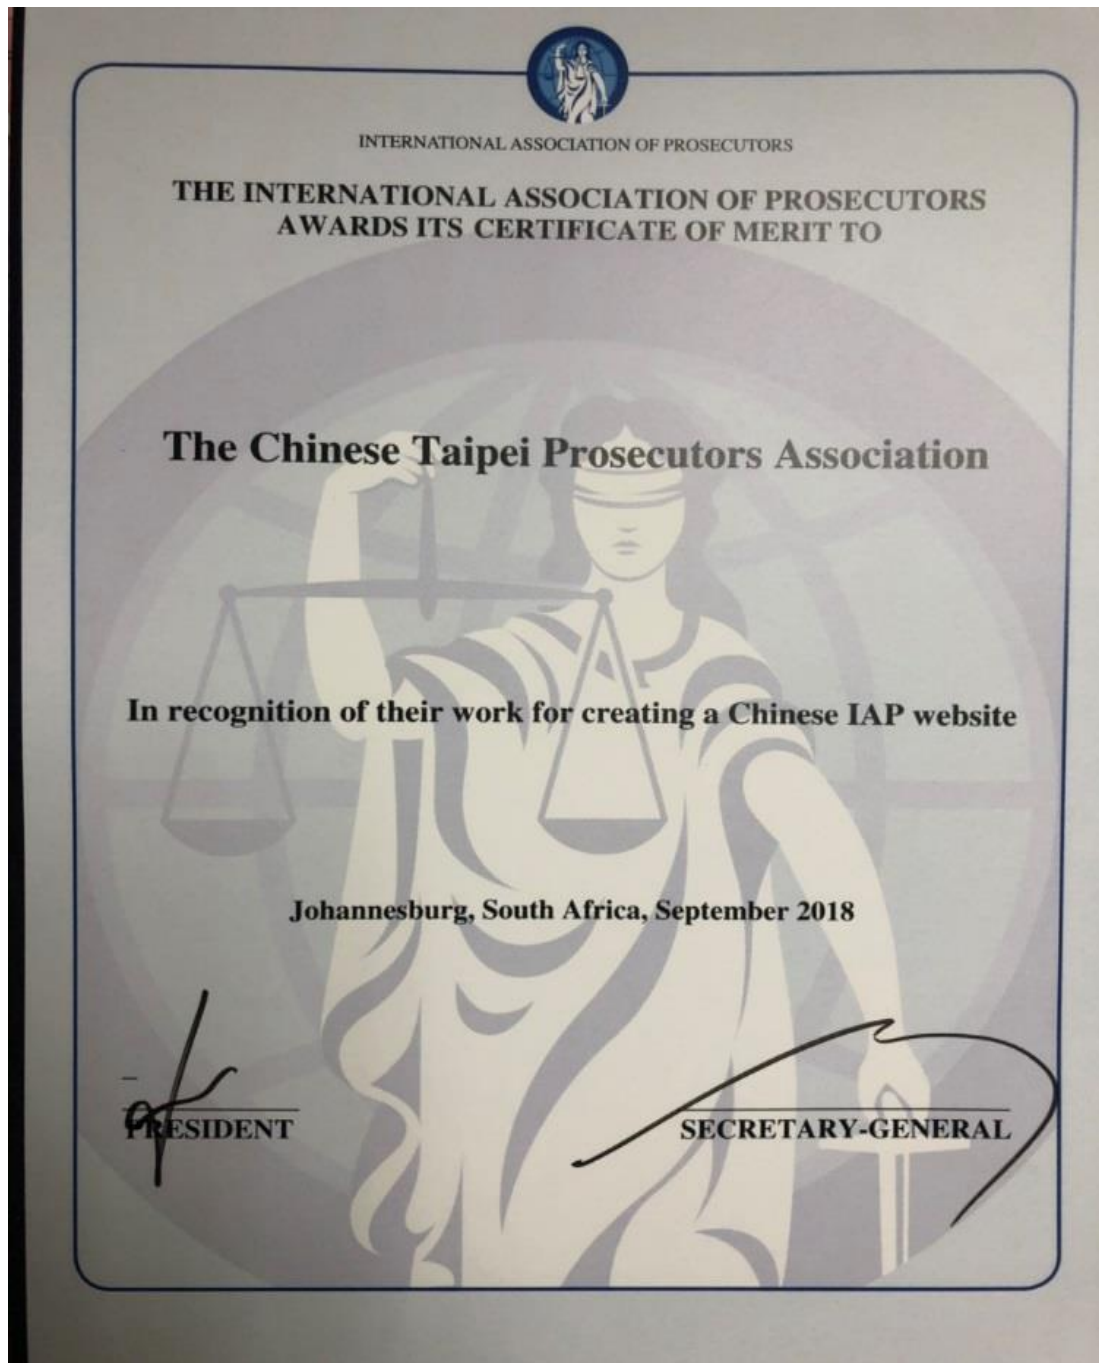 INTERNATIONAL ASSOCIATION OF PROSECUTORS
THE INTERNATIONAL ASSOCIATION OF PROSECUTORS
AWARDS ITS CERTIFICATE OF MERIT TO
The Chinese Taipei Prosecutors Association
In recognition of their work for creating a Chinese IAP website
Johannesburg, South Africa, September 2018
PRESIDENT
SECRETARY-GENERAL